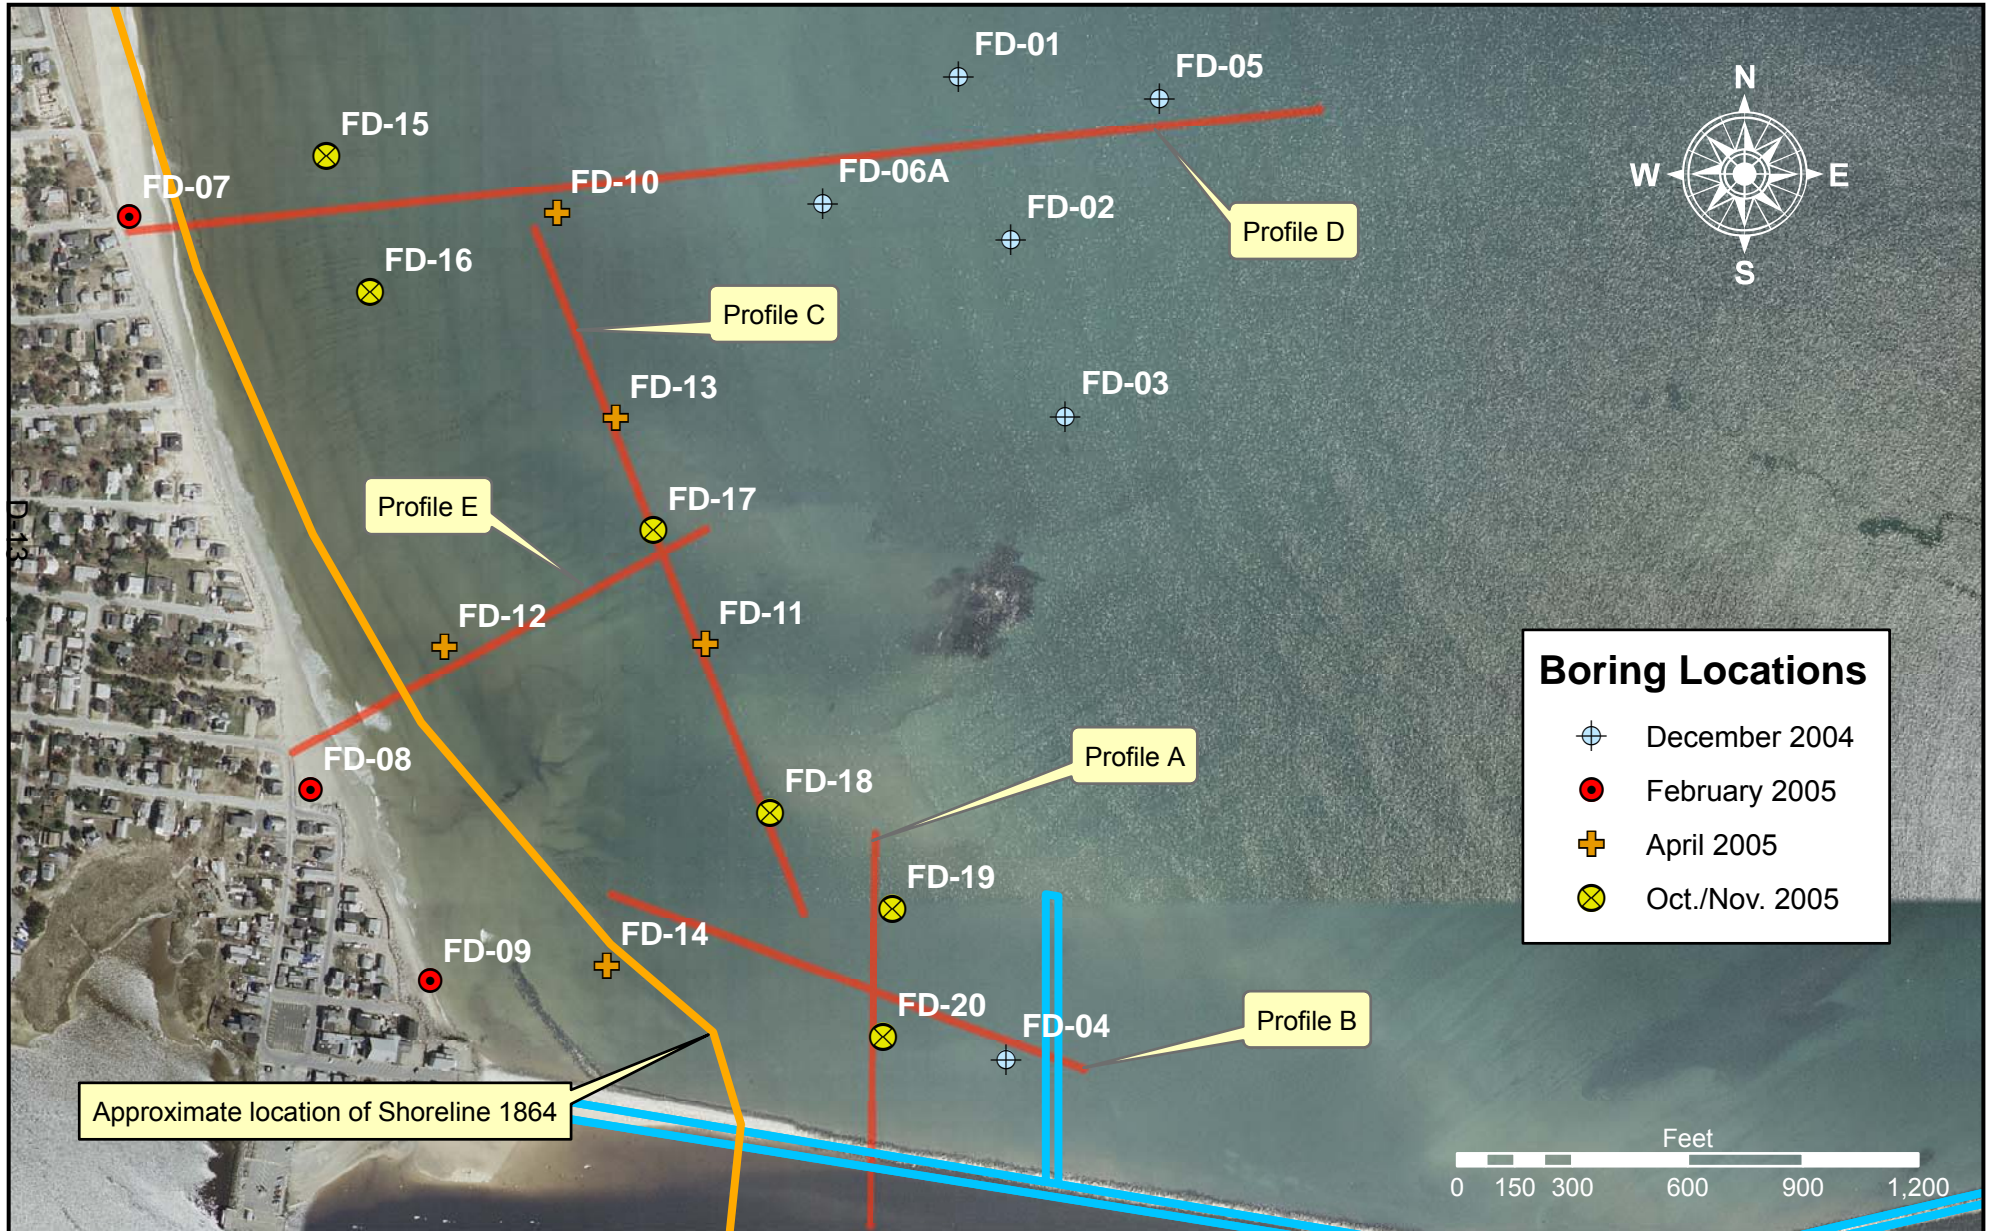 FD-01
FD-05
N
FD-15
W
E
FD-06A
FD-10
FD-07
FD-02
Profile D
S
FD-16
Profile C
FD-13
FD-03
Profile E
FD-17
D-13
FD-12
FD-11
Boring Locations
December 2004
February 2005
April 2005
Oct./Nov. 2005
FD-08
Profile A
FD-18
FD-19
FD-14
FD-09
FD-20
FD-04
Profile B
Approximate location of Shoreline 1864
Feet
0 150 300 600 900 1,200